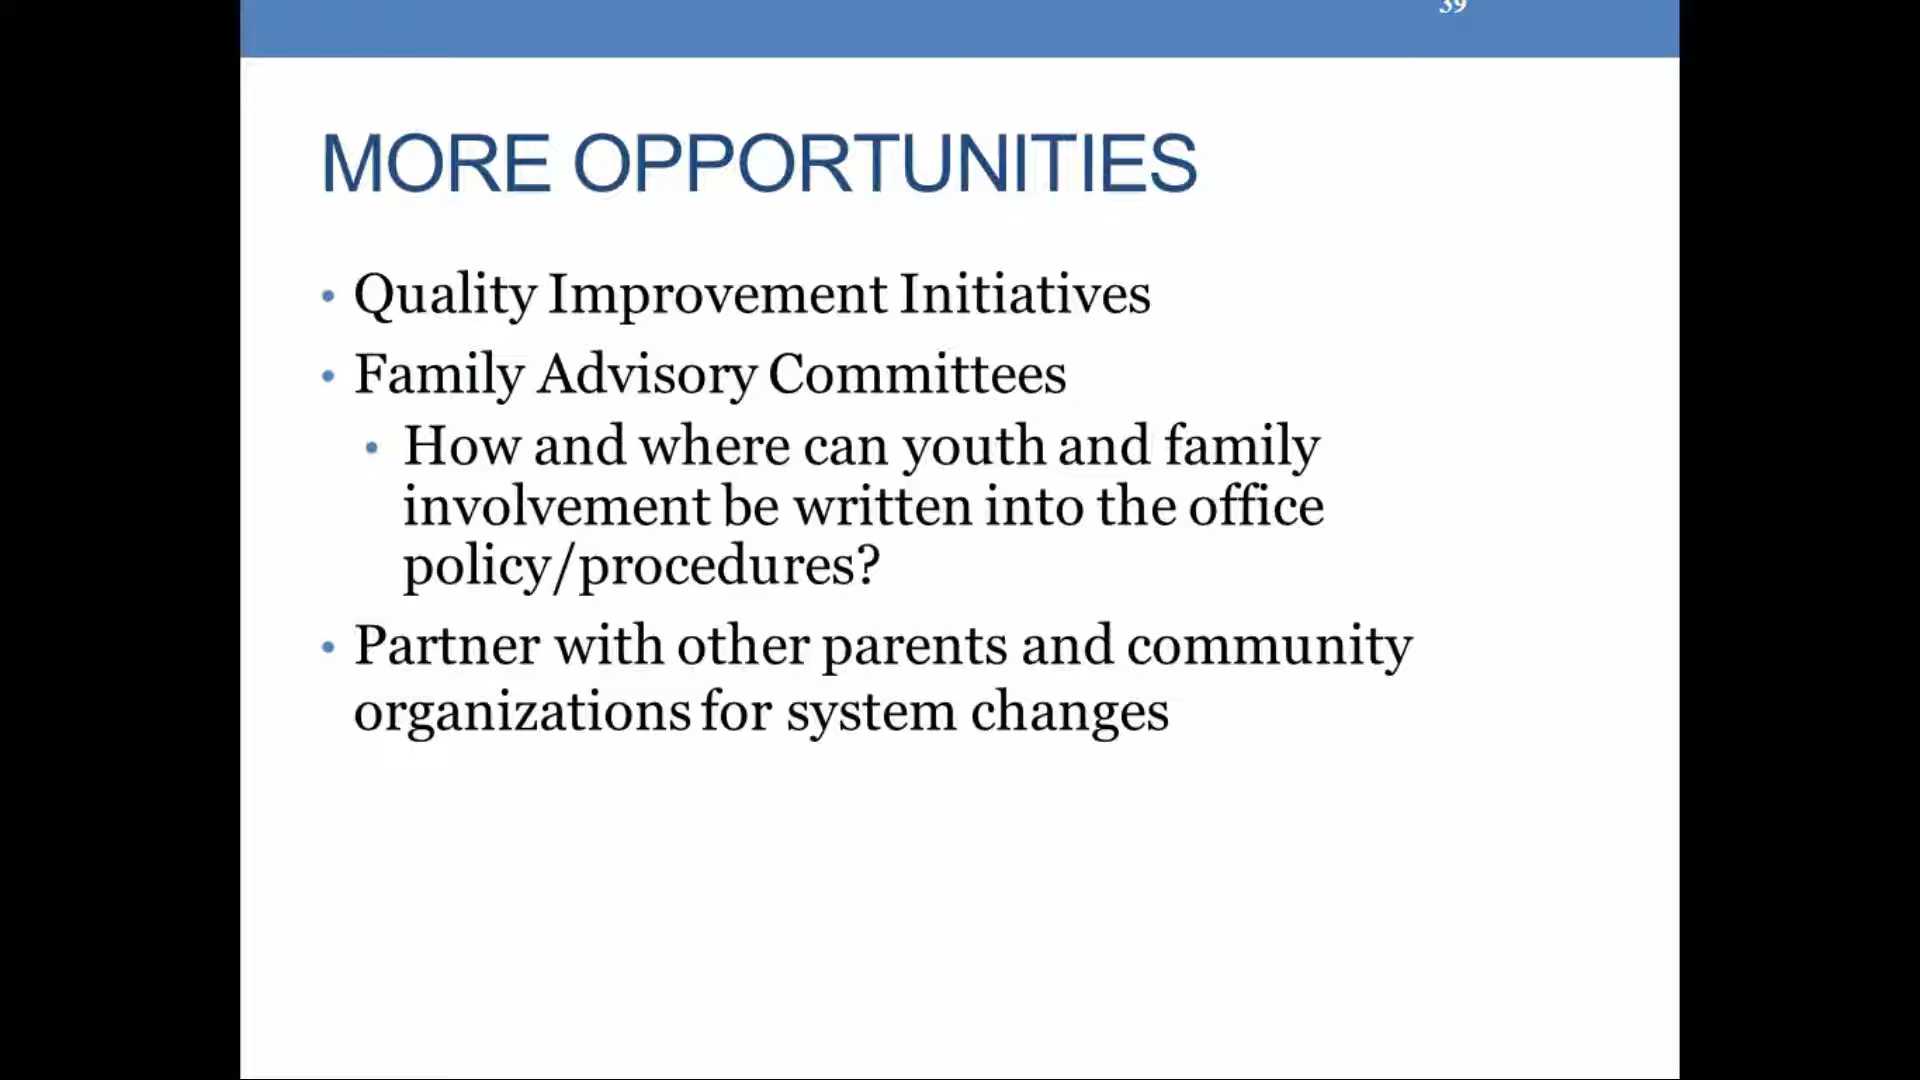 39
MORE OPPORTUNITIES
• Quality Improvement Initiatives
• Family Advisory Committees
• How and where can youth and family
involvement be written into the office
policy/procedures?
• Partner with other parents and community
organizations for system changes